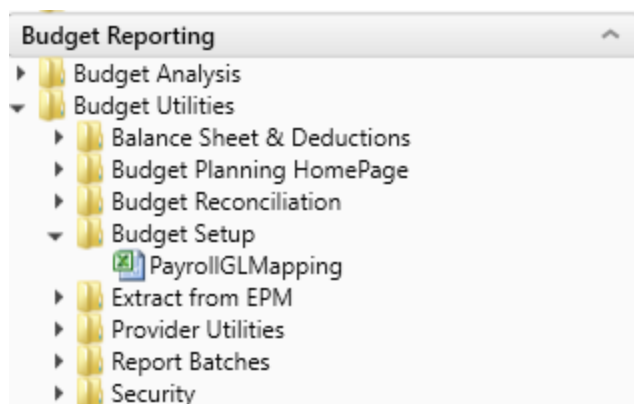 Budget Reporting
Budget Analysis
Budget Utilities
Balance Sheet & Deductions
Budget Planning HomePage
Budget Reconciliation
Budget Setup
PayrollGLMapping
Extract from EPM
Provider Utilities
Report Batches
Security